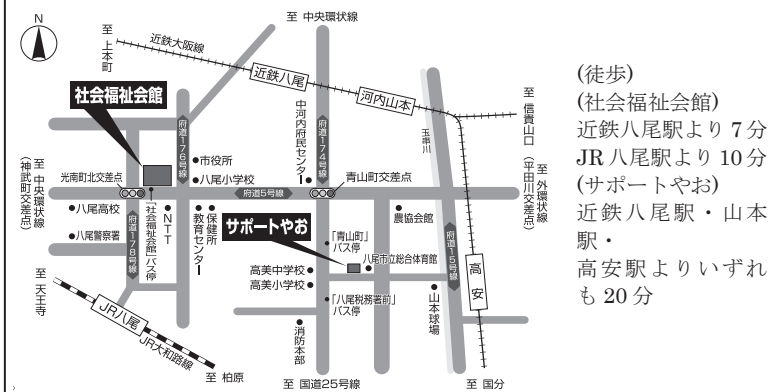 N
至 中央環状線
至 上本町
近鉄大阪線
近鉄八尾
河内山本
至 信貴山口
社会福祉会館
府道176号線
中河内府民センター
府道174号線
玉串川
市役所
八尾小学校
至 中央環状線
(神武町交差点)
光南町北交差点
府道5号線
青山町交差点
至 外環状線
(平田川交差点)
八尾高校
府道178号線
「社会福祉会館」バス停
NTT
教育センター
保健所
サポートやお
農協会館
府道15号線
八尾警察署
「青山町」
バス停
八尾市立総合体育館
高美中学校
高美小学校
高安
至 天王寺
JR八尾
JR大和路線
「八尾税務署前」
バス停
山本球場
消防本部
至 柏原
至 国道25号線
至 国分
(徒歩)
(社会福祉会館)
近鉄八尾駅より 7 分
JR 八尾駅より 10 分
(サポートやお)
近鉄八尾駅・山本
駅・
高安駅よりいずれ
も 20 分